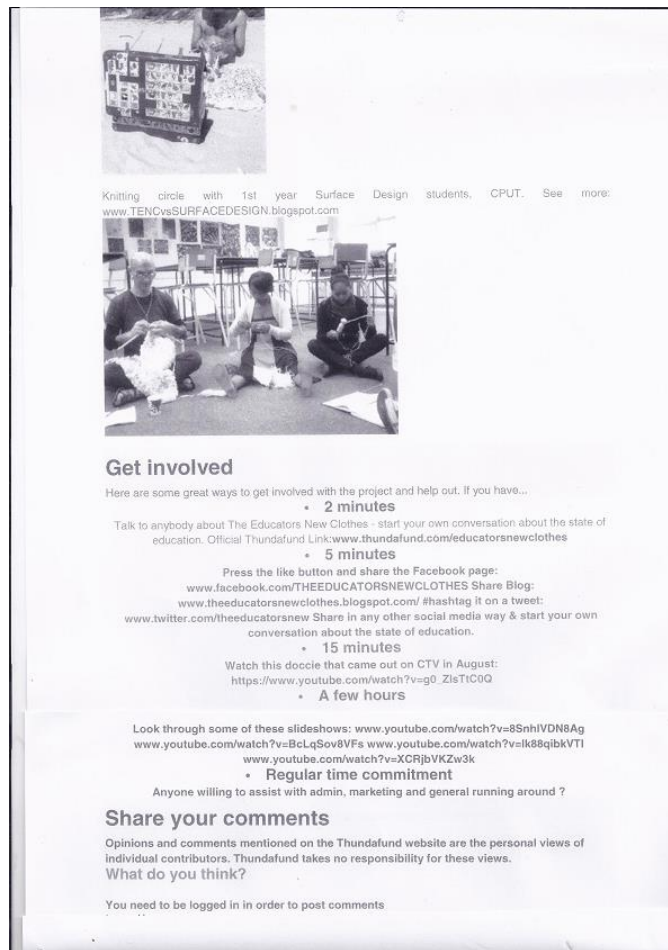 Knitting circle with 1st year Surface Design students. CPUT. See more:
www.TENCvsSURFACEDESIGN.blogspot.com
Get involved
Here are some great ways to get involved with the project and help out. If you have...
• 2 minutes
Talk to anybody about The Educators New Clothes - start your own conversation about the state of
education. Official Thundafund Link:www.thundafund.com/educatorsnewclothes
• 5 minutes
Press the like button and share the Facebook page:
www.facebook.com/THEEDUCATORSNEWCLOTHES Share Blog:
www.theeducatorsnewclothes.blogspot.com/ #hashtag it on a tweet:
www.twitter.com/theeducatorsnew Share in any other social media way & start your own
conversation about the state of education.
• 15 minutes
Watch this doccie that came out on CTV in August:
https://www.youtube.com/watch?v=g0_ZlsTtC0Q
• A few hours
Look through some of these slideshows: www.youtube.com/watch?v=8SnhlVDN8Ag
www.youtube.com/watch?v=BcLqSov8VFs www.youtube.com/watch?v=lk88qibkVTI
www.youtube.com/watch?v=XCRjbVKZw3k
• Regular time commitment
Anyone willing to assist with admin, marketing and general running around ?
Share your comments
Opinions and comments mentioned on the Thundafund website are the personal views of
individual contributors. Thundafund takes no responsibility for these views.
What do you think?
You need to be logged in in order to post comments